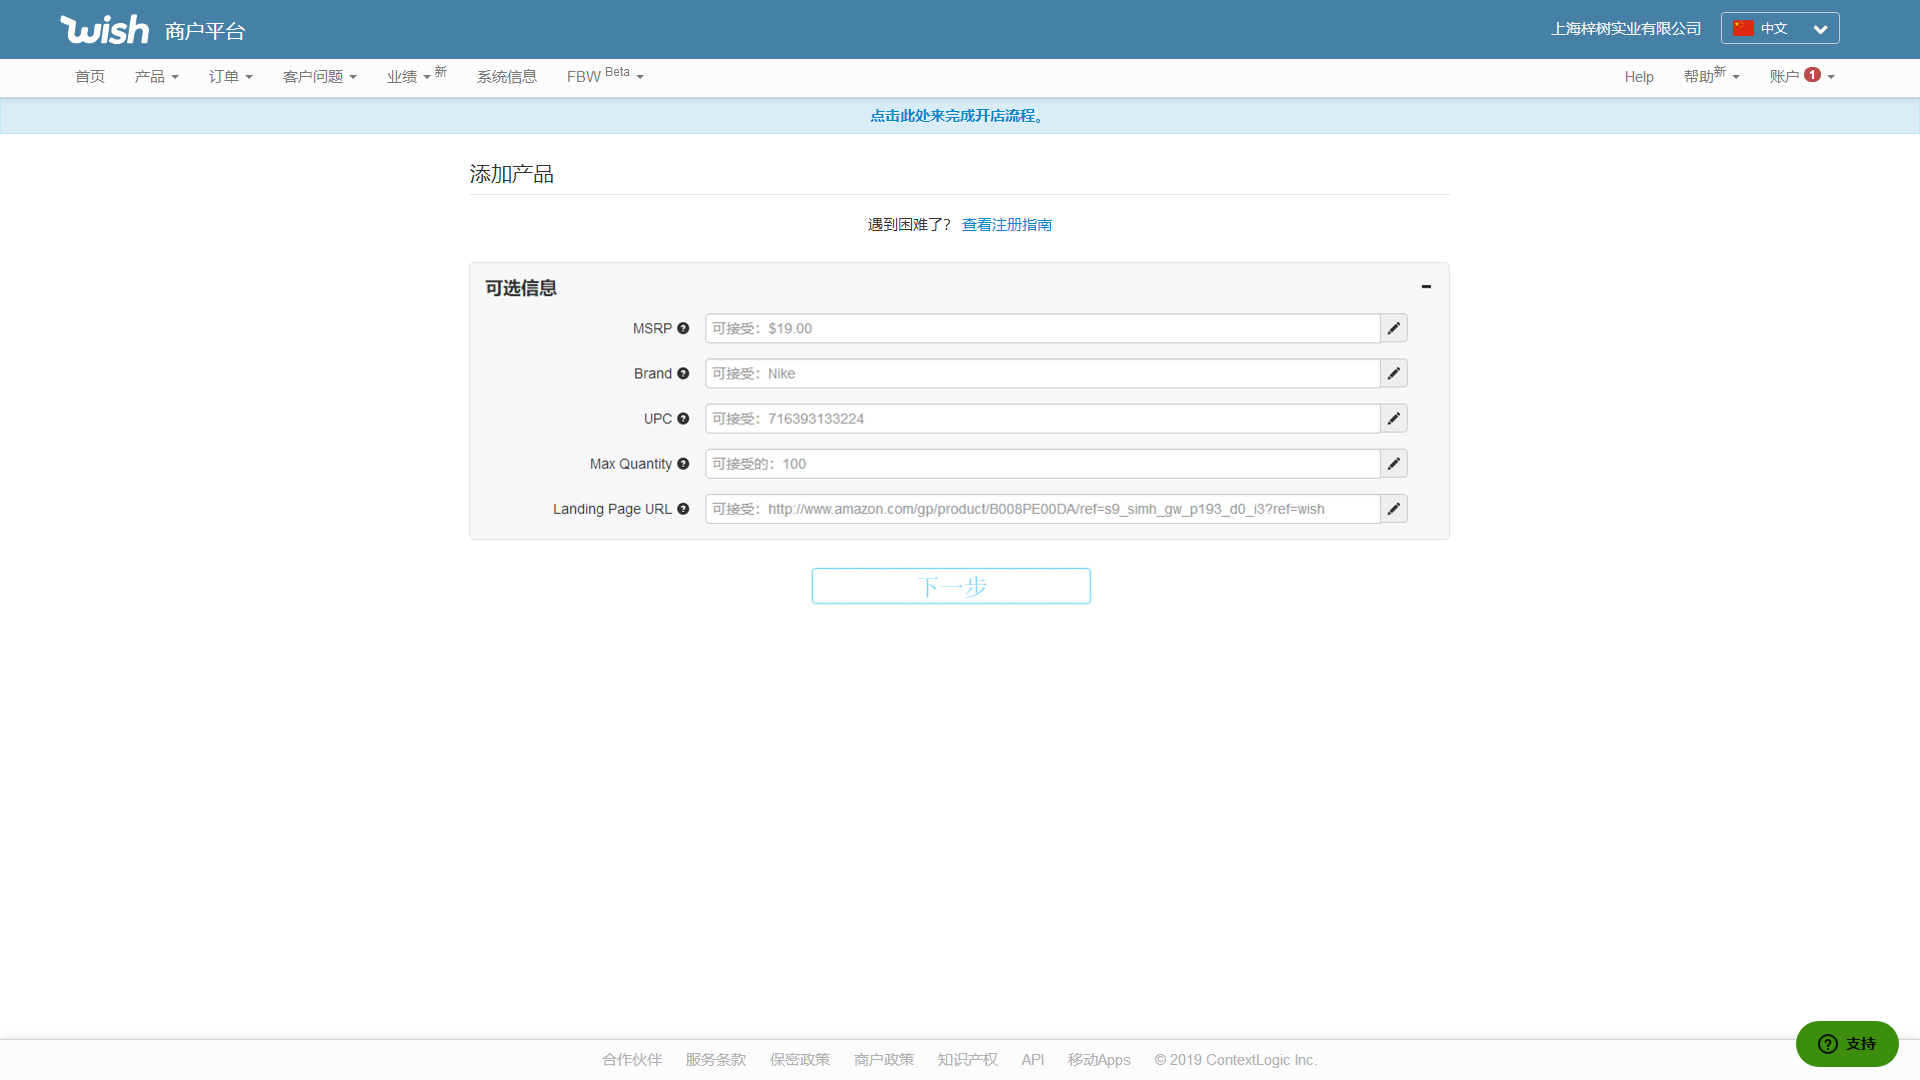 wish 商户平台
上海梓树实业有限公司
中文
首页 产品 订单 客户问题 业绩 新 系统信息 FBW Beta Help 帮助新 账户 1
点击此处来完成开店流程。
添加产品
遇到困难了？ 查看注册指南
可选信息
MSRP 可接受：$19.00
Brand 可接受：Nike
UPC 可接受：716393133224
Max Quantity 可接受的：100
Landing Page URL 可接受：http://www.amazon.com/gp/product/B008PE00DA/ref=s9_simh_gw_p193_d0_i3?ref=wish
下一步
支持
合作伙伴 服务条款 保密政策 商户政策 知识产权 API 移动Apps © 2019 ContextLogic Inc.